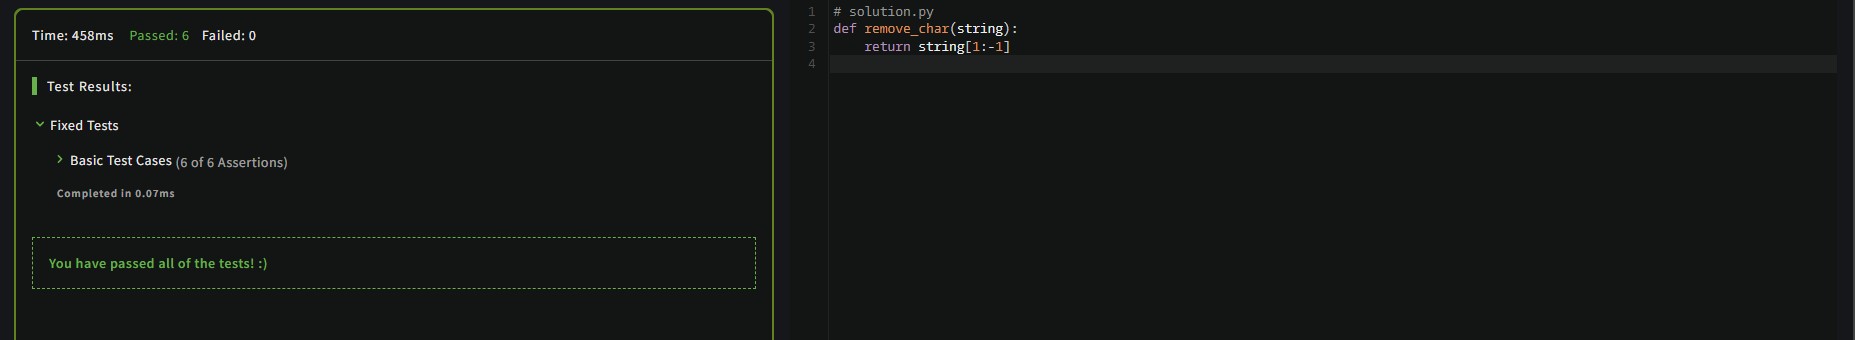 Time: 458ms Passed: 6 Failed: 0
Test Results:
Fixed Tests
Basic Test Cases (6 of 6 Assertions)
Completed in 0.07ms
You have passed all of the tests! :)
1 # solution.py
2 def remove_char(string):
3     return string[1:-1]
4